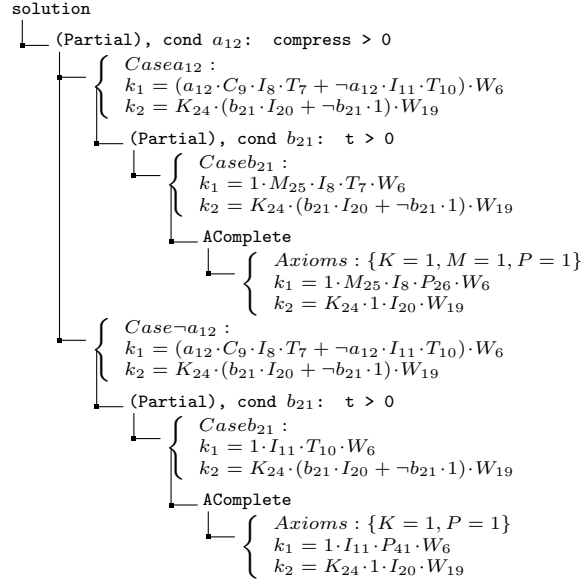 solution
(Partial), cond a₁₂: compress > 0
Casea₁₂ :
k₁ = (a₁₂·C₉·I₈·T₇ + ¬a₁₂·I₁₁·T₁₀)·W₆
k₂ = K₂₄·(b₂₁·I₂₀ + ¬b₂₁·1)·W₁₉
(Partial), cond b₂₁: t > 0
Caseb₂₁ :
k₁ = 1·M₂₅·I₈·T₇·W₆
k₂ = K₂₄·(b₂₁·I₂₀ + ¬b₂₁·1)·W₁₉
AComplete
Axioms : {K = 1, M = 1, P = 1}
k₁ = 1·M₂₅·I₈·P₂₆·W₆
k₂ = K₂₄·1·I₂₀·W₁₉
Case¬a₁₂ :
k₁ = (a₁₂·C₉·I₈·T₇ + ¬a₁₂·I₁₁·T₁₀)·W₆
k₂ = K₂₄·(b₂₁·I₂₀ + ¬b₂₁·1)·W₁₉
(Partial), cond b₂₁: t > 0
Caseb₂₁ :
k₁ = 1·I₁₁·T₁₀·W₆
k₂ = K₂₄·(b₂₁·I₂₀ + ¬b₂₁·1)·W₁₉
AComplete
Axioms : {K = 1, P = 1}
k₁ = 1·I₁₁·P₄₁·W₆
k₂ = K₂₄·1·I₂₀·W₁₉